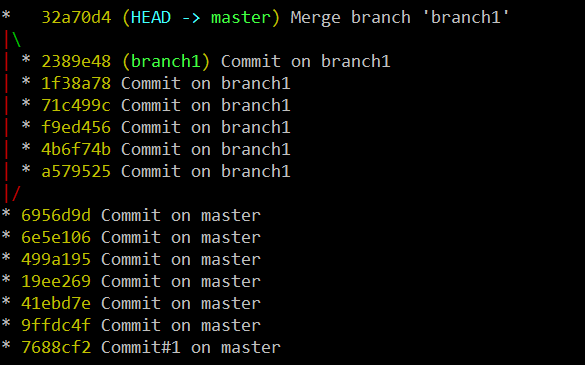 *   32a70d4 (HEAD -> master) Merge branch 'branch1'
|\
| * 2389e48 (branch1) Commit on branch1
| * 1f38a78 Commit on branch1
| * 71c499c Commit on branch1
| * f9ed456 Commit on branch1
| * 4b6f74b Commit on branch1
| * a579525 Commit on branch1
|/
* 6956d9d Commit on master
* 6e5e106 Commit on master
* 499a195 Commit on master
* 19ee269 Commit on master
* 41ebd7e Commit on master
* 9ffdc4f Commit on master
* 7688cf2 Commit#1 on master